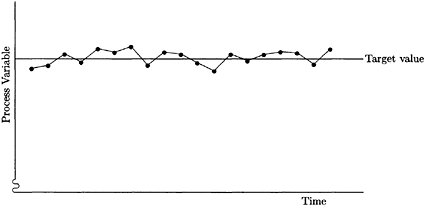 Process Variable
Target value
Time